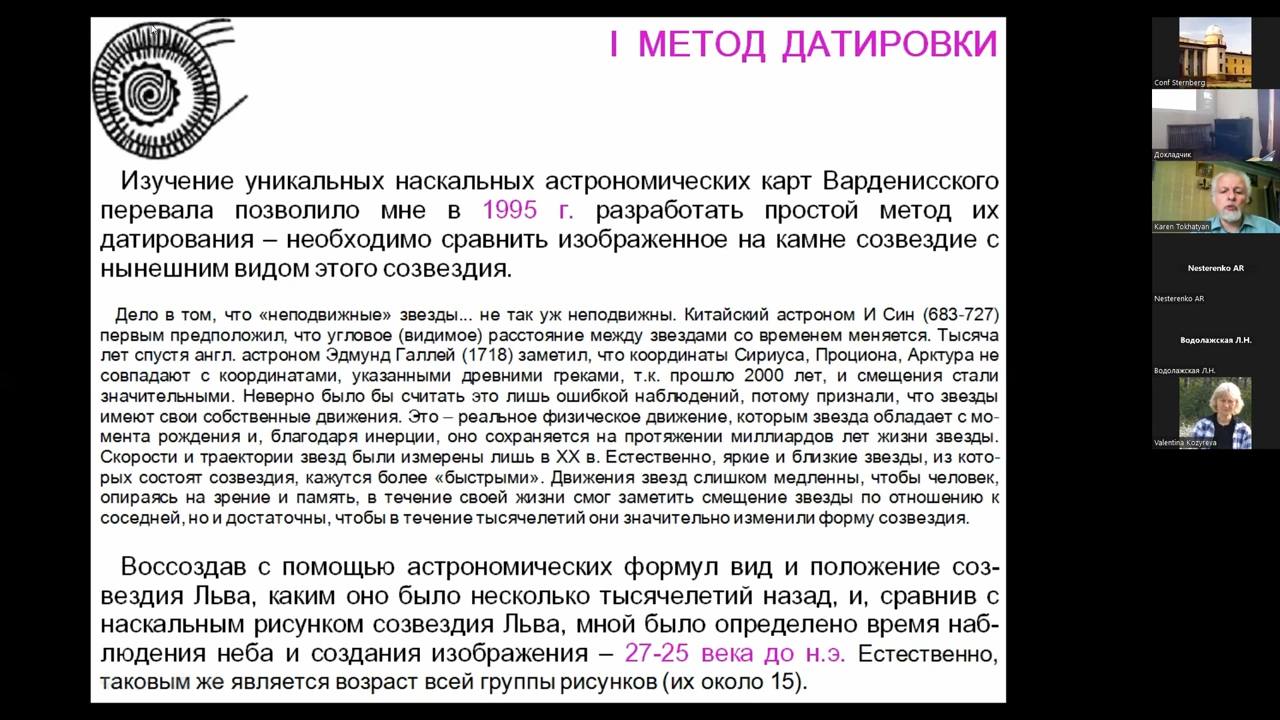 I МЕТОД ДАТИРОВКИ
Изучение уникальных наскальных астрономических карт Варденисского
перевала позволило мне в 1995 г. разработать простой метод их
датирования – необходимо сравнить изображенное на камне созвездие с
нынешним видом этого созвездия.
Дело в том, что «неподвижные» звезды... не так уж неподвижны. Китайский астроном И Син (683-727)
первым предположил, что угловое (видимое) расстояние между звездами со временем меняется. Тысяча
лет спустя англ. астроном Эдмунд Галлей (1718) заметил, что координаты Сириуса, Проциона, Арктура не
совпадают с координатами, указанными древними греками, т.к. прошло 2000 лет, и смещения стали
значительными. Неверно было бы считать это лишь ошибкой наблюдений, потому признали, что звезды
имеют свои собственные движения. Это – реальное физическое движение, которым звезда обладает с мо-
мента рождения и, благодаря инерции, оно сохраняется на протяжении миллиардов лет жизни звезды.
Скорости и траектории звезд были измерены лишь в XX в. Естественно, яркие и близкие звезды, из кото-
рых состоят созвездия, кажутся более «быстрыми». Движения звезд слишком медленны, чтобы человек,
опираясь на зрение и память, в течение своей жизни смог заметить смещение звезды по отношению к
соседней, но и достаточны, чтобы в течение тысячелетий они значительно изменили форму созвездия.
Воссоздав с помощью астрономических формул вид и положение соз-
вездия Льва, каким оно было несколько тысячелетий назад, и, сравнив с
наскальным рисунком созвездия Льва, мной было определено время наб-
людения неба и создания изображения – 27-25 века до н.э. Естественно,
таковым же является возраст всей группы рисунков (их около 15).
Conf Sternberg
Докладчик
Karen Tokhatyan
Nesterenko AR
Nesterenko AR
Водолажская Л.Н.
Водолажская Л.Н.
Valentina Kozyreva